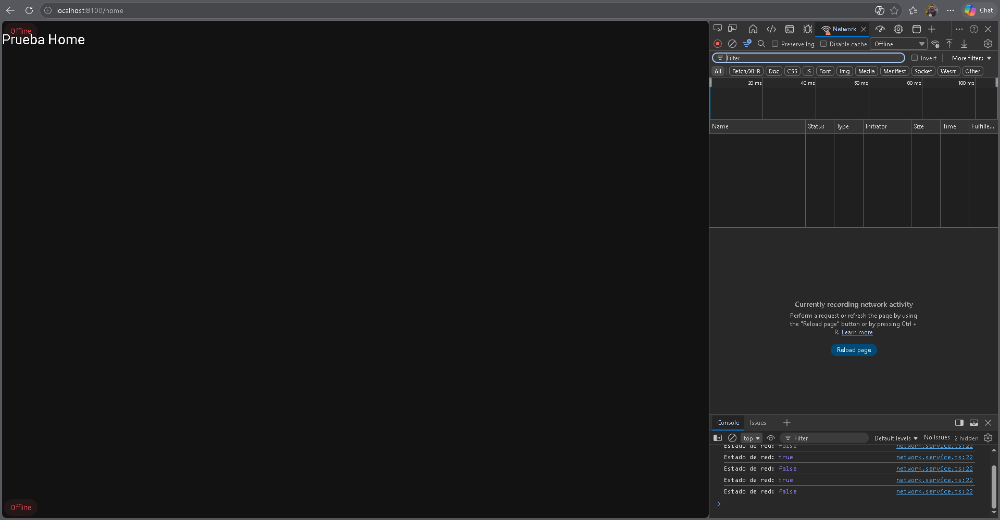 localhost:8100/home
Chat
Offline
Prueba Home
Offline
Network
Preserve log
Disable cache
Offline
Filter
Invert
More filters
All
Fetch/XHR
Doc
CSS
JS
Font
Img
Media
Manifest
Socket
Wasm
Other
20 ms
40 ms
60 ms
80 ms
100 ms
Name
Status
Type
Initiator
Size
Time
Fulfille...
Currently recording network activity
Perform a request or refresh the page by using
the "Reload page" button or by pressing Ctrl +
R. Learn more
Reload page
Console
Issues
top
Filter
Default levels
No Issues
2 hidden
Estado de red: false network.service.ts:22
Estado de red: true network.service.ts:22
Estado de red: false network.service.ts:22
Estado de red: true network.service.ts:22
Estado de red: false network.service.ts:22